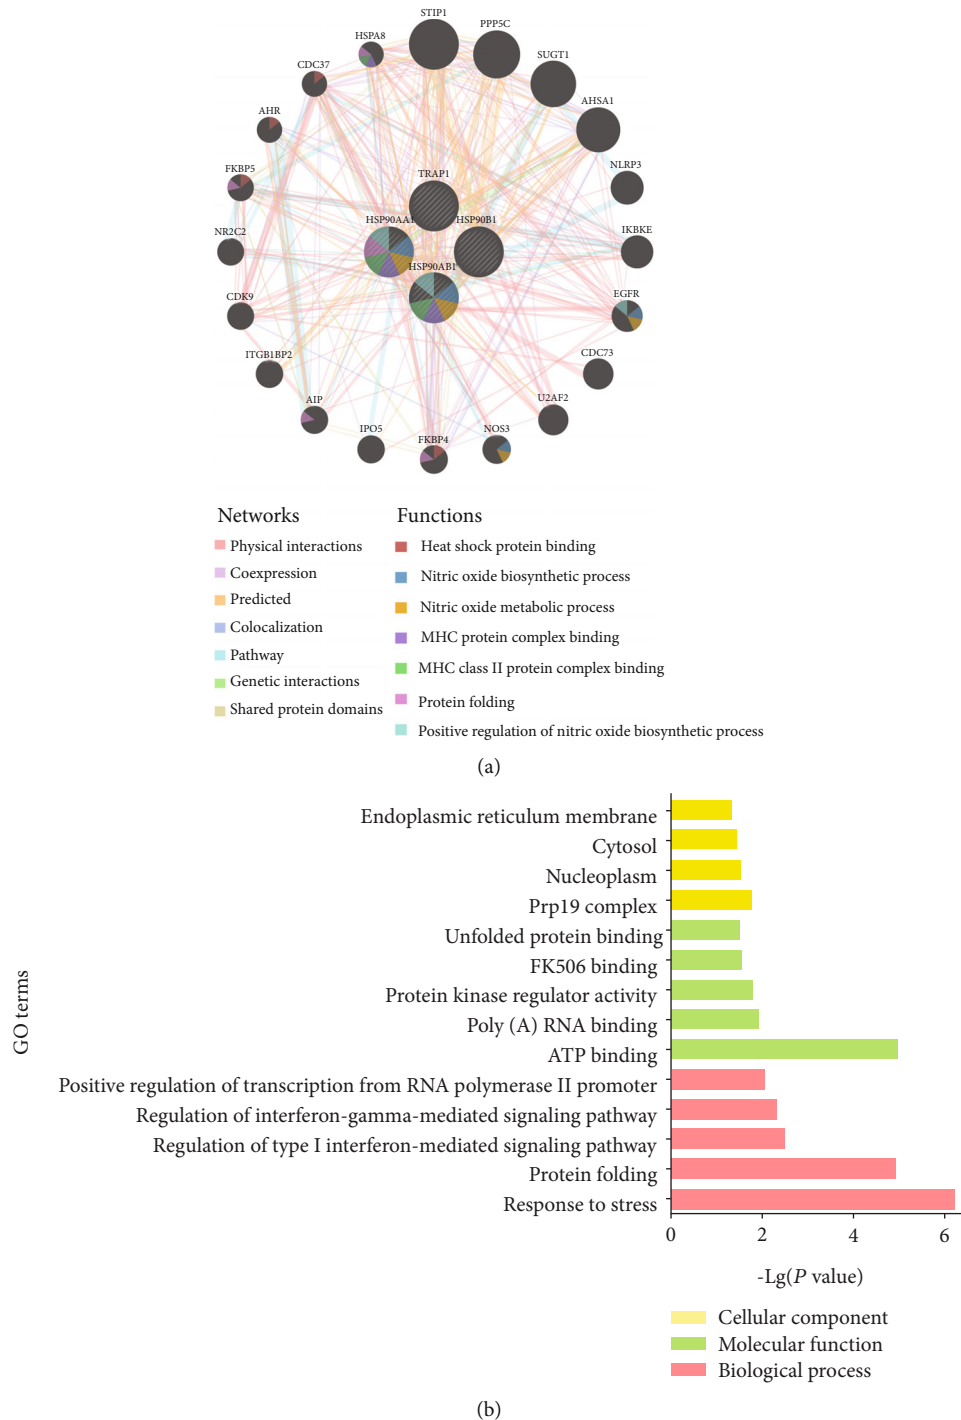 STIP1
PPP5C
HSPA8
SUGT1
CDC37
AHSA1
AHR
NLRP3
FKBP5
TRAP1
HSP90AA1
HSP90B1
NR2C2
IKBKE
HSP90AB1
CDK9
EGFR
ITGB1BP2
CDC73
AIP
U2AF2
IPO5
FKBP4
NOS3
Networks
Physical interactions
Coexpression
Predicted
Colocalization
Pathway
Genetic interactions
Shared protein domains
Functions
Heat shock protein binding
Nitric oxide biosynthetic process
Nitric oxide metabolic process
MHC protein complex binding
MHC class II protein complex binding
Protein folding
Positive regulation of nitric oxide biosynthetic process
(a)
GO terms
Endoplasmic reticulum membrane
Cytosol
Nucleoplasm
Prp19 complex
Unfolded protein binding
FK506 binding
Protein kinase regulator activity
Poly (A) RNA binding
ATP binding
Positive regulation of transcription from RNA polymerase II promoter
Regulation of interferon-gamma-mediated signaling pathway
Regulation of type I interferon-mediated signaling pathway
Protein folding
Response to stress
0 2 4 6
-Lg(P value)
Cellular component
Molecular function
Biological process
(b)